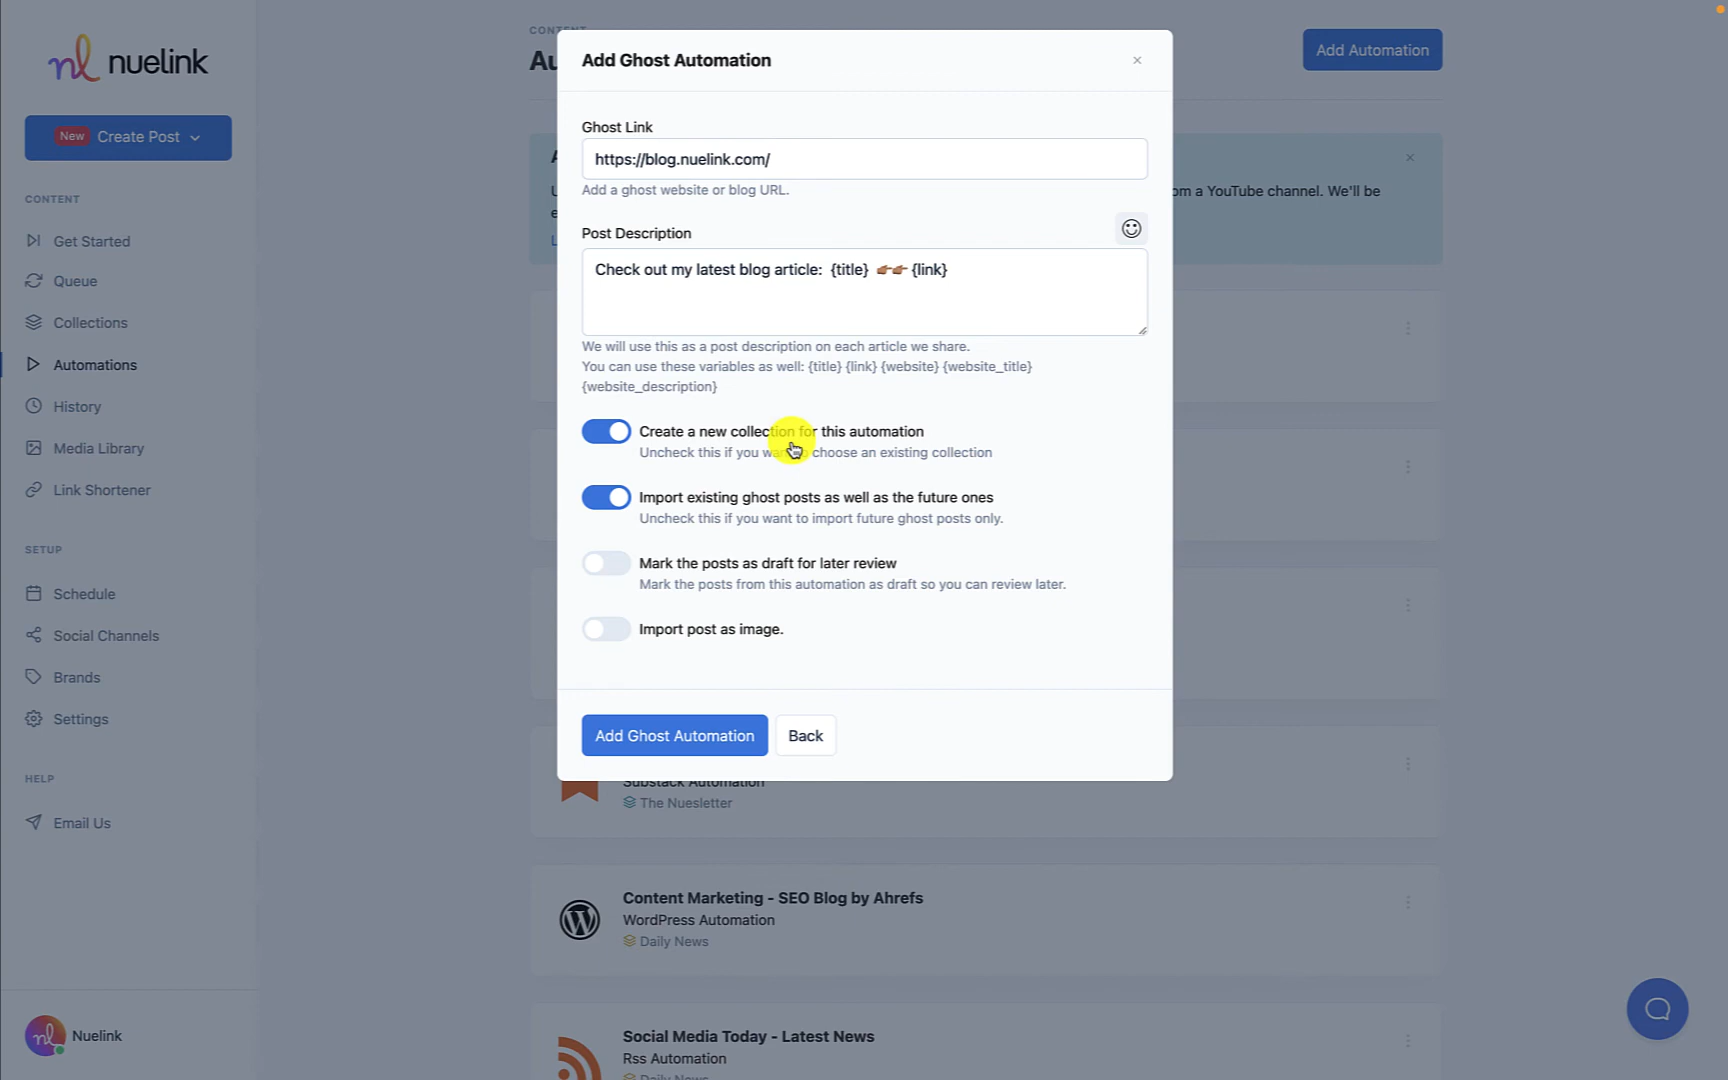 nuelink
New Create Post
CONTENT
Get Started
Queue
Collections
Automations
History
Media Library
Link Shortener
SETUP
Schedule
Social Channels
Brands
Settings
HELP
Email Us
Nuelink
CONTENT
Au
Add Automation
om a YouTube channel. We'll be
Add Ghost Automation
Ghost Link
https://blog.nuelink.com/
Add a ghost website or blog URL.
Post Description
Check out my latest blog article: {title} 👉🏾👉🏾 {link}
We will use this as a post description on each article we share.
You can use these variables as well: {title} {link} {website} {website_title}
{website_description}
Create a new collection for this automation
Uncheck this if you want to choose an existing collection
Import existing ghost posts as well as the future ones
Uncheck this if you want to import future ghost posts only.
Mark the posts as draft for later review
Mark the posts from this automation as draft so you can review later.
Import post as image.
Add Ghost Automation
Back
Substack Automation
The Nuesletter
Content Marketing - SEO Blog by Ahrefs
WordPress Automation
Daily News
Social Media Today - Latest News
Rss Automation
Daily News